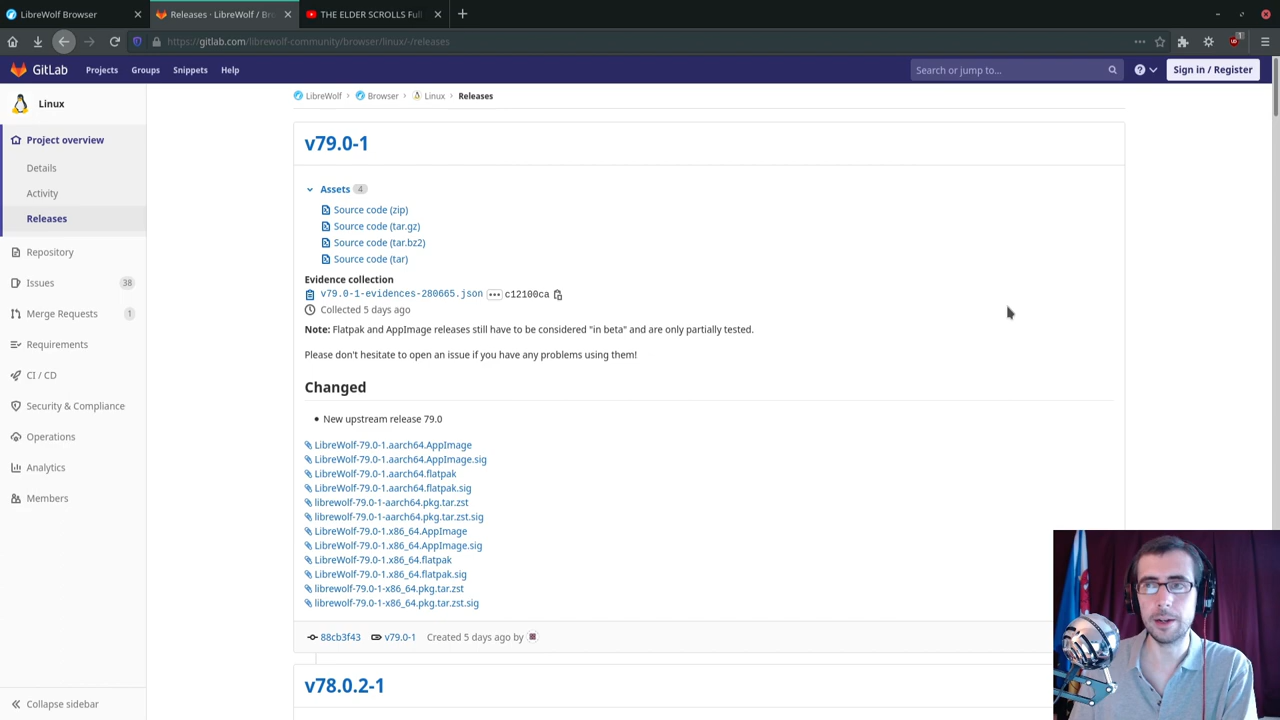 LibreWolf Browser
Releases · LibreWolf / Bro
THE ELDER SCROLLS Full
https://gitlab.com/librewolf-community/browser/linux/-/releases
1
GitLab
Projects
Groups
Snippets
Help
Search or jump to...
Sign in / Register
Linux
Project overview
Details
Activity
Releases
Repository
Issues 38
Merge Requests 1
Requirements
CI / CD
Security & Compliance
Operations
Analytics
Members
Collapse sidebar
LibreWolf > Browser > Linux > Releases
v79.0-1
Assets 4
Source code (zip)
Source code (tar.gz)
Source code (tar.bz2)
Source code (tar)
Evidence collection
v79.0-1-evidences-280665.json ••• c12100ca
Collected 5 days ago
Note: Flatpak and AppImage releases still have to be considered "in beta" and are only partially tested.
Please don't hesitate to open an issue if you have any problems using them!
Changed
• New upstream release 79.0
LibreWolf-79.0-1.aarch64.AppImage
LibreWolf-79.0-1.aarch64.AppImage.sig
LibreWolf-79.0-1.aarch64.flatpak
LibreWolf-79.0-1.aarch64.flatpak.sig
librewolf-79.0-1-aarch64.pkg.tar.zst
librewolf-79.0-1-aarch64.pkg.tar.zst.sig
LibreWolf-79.0-1.x86_64.AppImage
LibreWolf-79.0-1.x86_64.AppImage.sig
LibreWolf-79.0-1.x86_64.flatpak
LibreWolf-79.0-1.x86_64.flatpak.sig
librewolf-79.0-1-x86_64.pkg.tar.zst
librewolf-79.0-1-x86_64.pkg.tar.zst.sig
88cb3f43 v79.0-1 Created 5 days ago by
v78.0.2-1